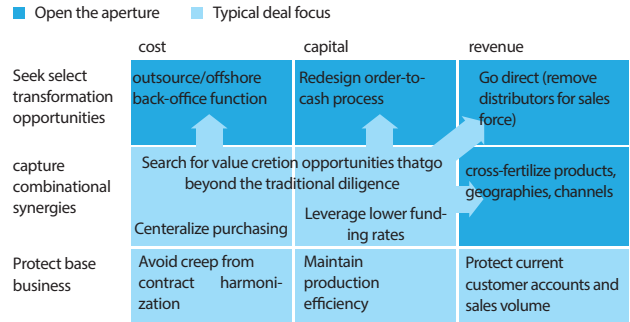 Open the aperture
Typical deal focus
cost
capital
revenue
Seek select
transformation
opportunities
outsource/offshore
back-office function
Redesign order-to-
cash process
Go direct (remove
distributors for sales
force)
capture
combinational
synergies
Search for value cretion opportunities thatgo
beyond the traditional diligence
Centeralize purchasing
Leverage lower fund-
ing rates
cross-fertilize products,
geographies, channels
Protect base
business
Avoid creep from
contract harmoni-
zation
Maintain
production
efficiency
Protect current
customer accounts and
sales volume